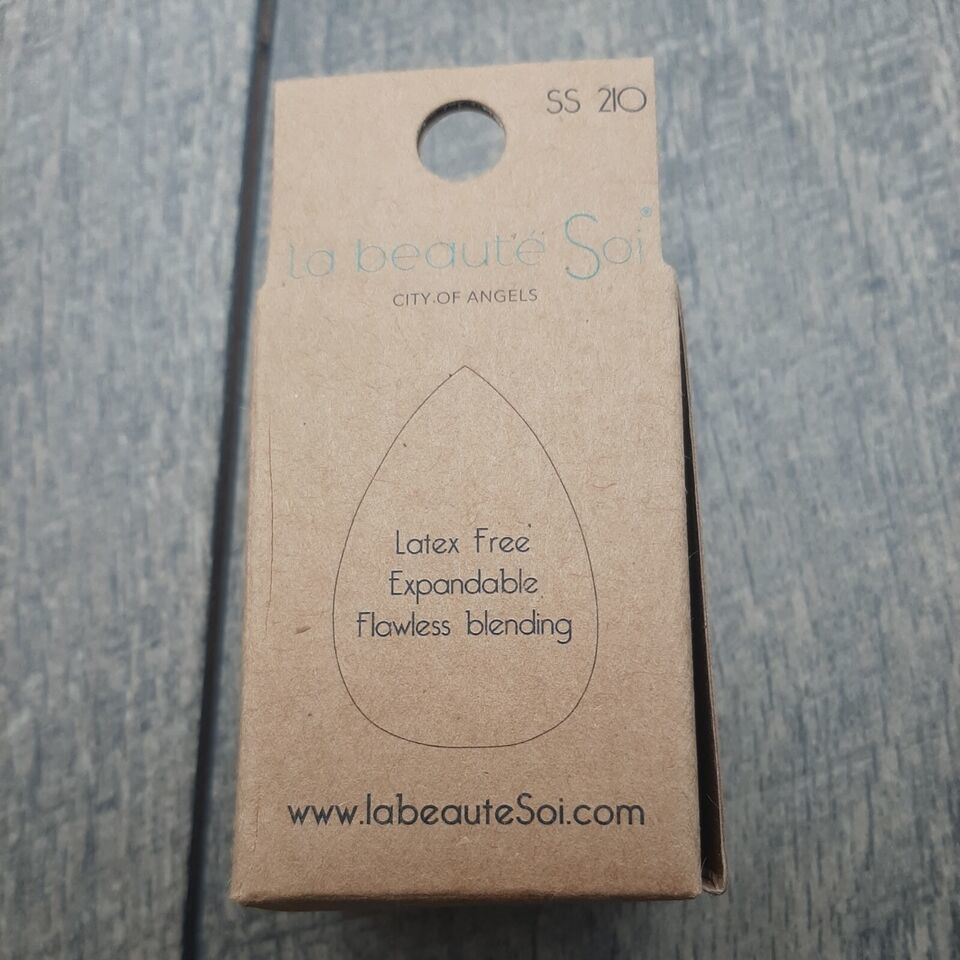 SS 210
la beauté Soi®
CITY OF ANGELS
Latex Free
Expandable
Flawless blending
www.labeauteSoi.com